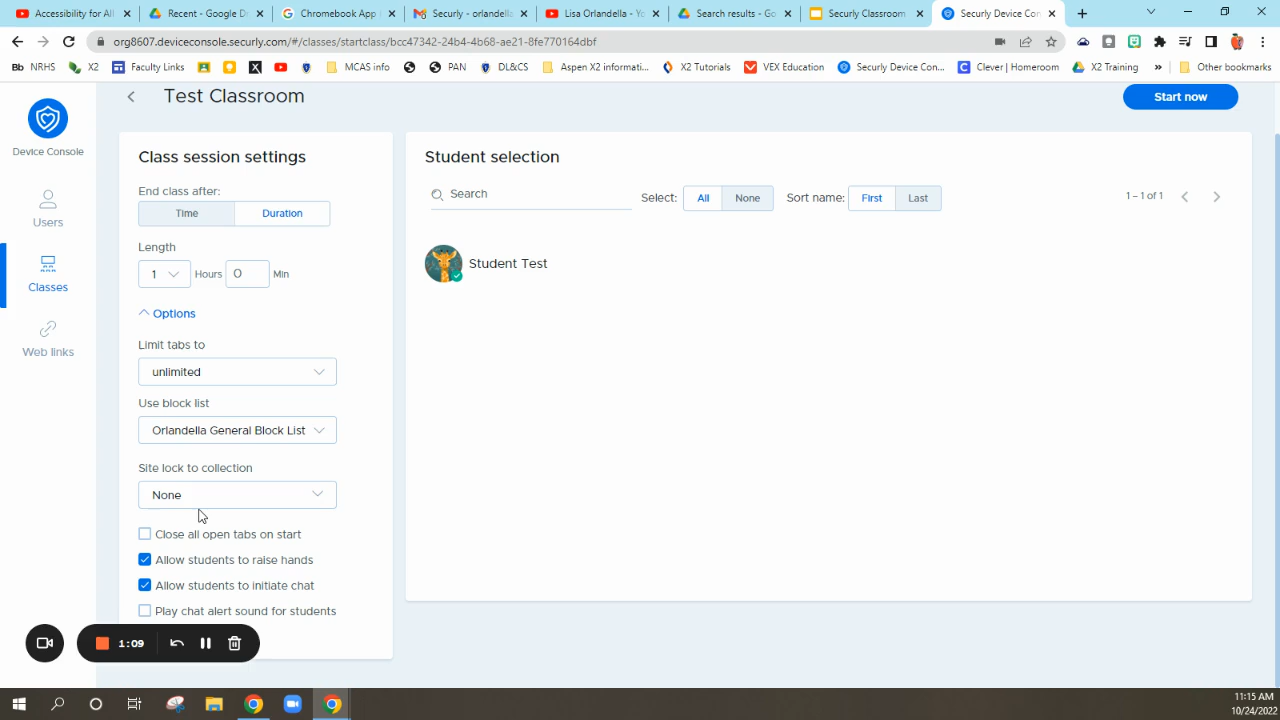 Accessibility for All
Recent - Google D
Chromebook App
Securly - orlandell
Lisa Orlandella - Yo
Search results - Go
Securly Classroom
Securly Device Con
org8607.deviceconsole.securly.com/#/classes/startclass/bcc47342-24b4-4b68-ae21-8fe770164dbf
Bb NRHS
X2
Faculty Links
MCAS info
PAN
DL&CS
Aspen X2 informati...
X2 Tutorials
VEX Education
Securly Device Con...
Clever | Homeroom
X2 Training
»
Other bookmarks
Device Console
Users
Classes
Web links
Test Classroom
Start now
Class session settings
End class after:
Time
Duration
Length
1 Hours 0 Min
Options
Limit tabs to
unlimited
Use block list
Orlandella General Block List
Site lock to collection
None
Close all open tabs on start
Allow students to raise hands
Allow students to initiate chat
Play chat alert sound for students
Student selection
Search
Select: All None
Sort name: First Last
1 – 1 of 1
Student Test
1:09
11:15 AM
10/24/2022